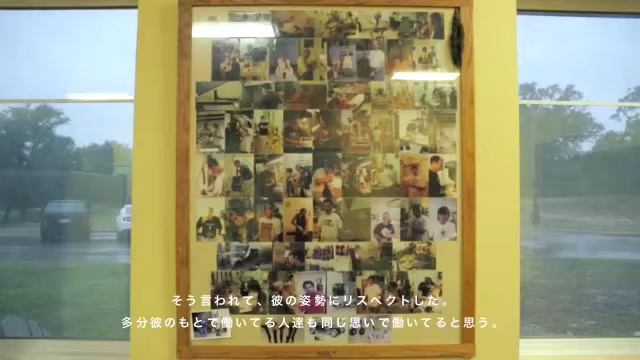 そう言われて、彼の姿勢にリスペクトした。
多分彼のもとで働いてる人達も同じ思いで働いてると思う。